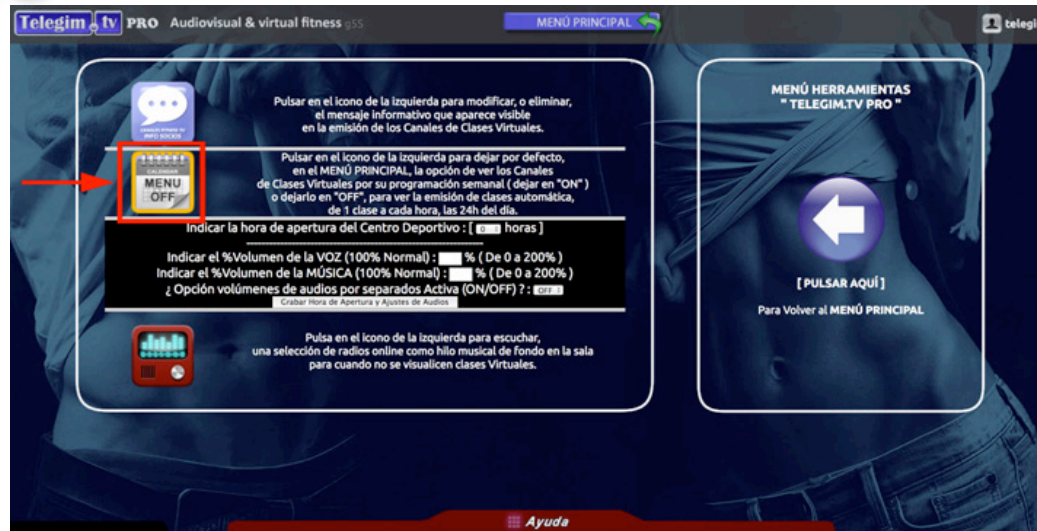 Telegim.tv PRO Audiovisual & virtual fitness g55
MENÚ PRINCIPAL
telegi
Pulsar en el icono de la izquierda para modificar, o eliminar,
el mensaje informativo que aparece visible
en la emisión de los Canales de Clases Virtuales.
INFO SOCIOS
CALENDAR
MENU
OFF
Pulsar en el icono de la izquierda para dejar por defecto,
en el MENÚ PRINCIPAL, la opción de ver los Canales
de Clases Virtuales por su programación semanal ( dejar en "ON" )
o dejarlo en "OFF", para ver la emisión de clases automática,
de 1 clase a cada hora, las 24h del día.
Indicar la hora de apertura del Centro Deportivo : [ 0 horas ]
Indicar el %Volumen de la VOZ (100% Normal) : % ( De 0 a 200% )
Indicar el %Volumen de la MÚSICA (100% Normal) : % ( De 0 a 200% )
¿ Opción volúmenes de audios por separados Activa (ON/OFF) ? : OFF
Grabar Hora de Apertura y Ajustes de Audios
Pulsa en el icono de la izquierda para escuchar,
una selección de radios online como hilo musical de fondo en la sala
para cuando no se visualicen clases Virtuales.
MENÚ HERRAMIENTAS
" TELEGIM.TV PRO "
[ PULSAR AQUÍ ]
Para Volver al MENÚ PRINCIPAL
Ayuda